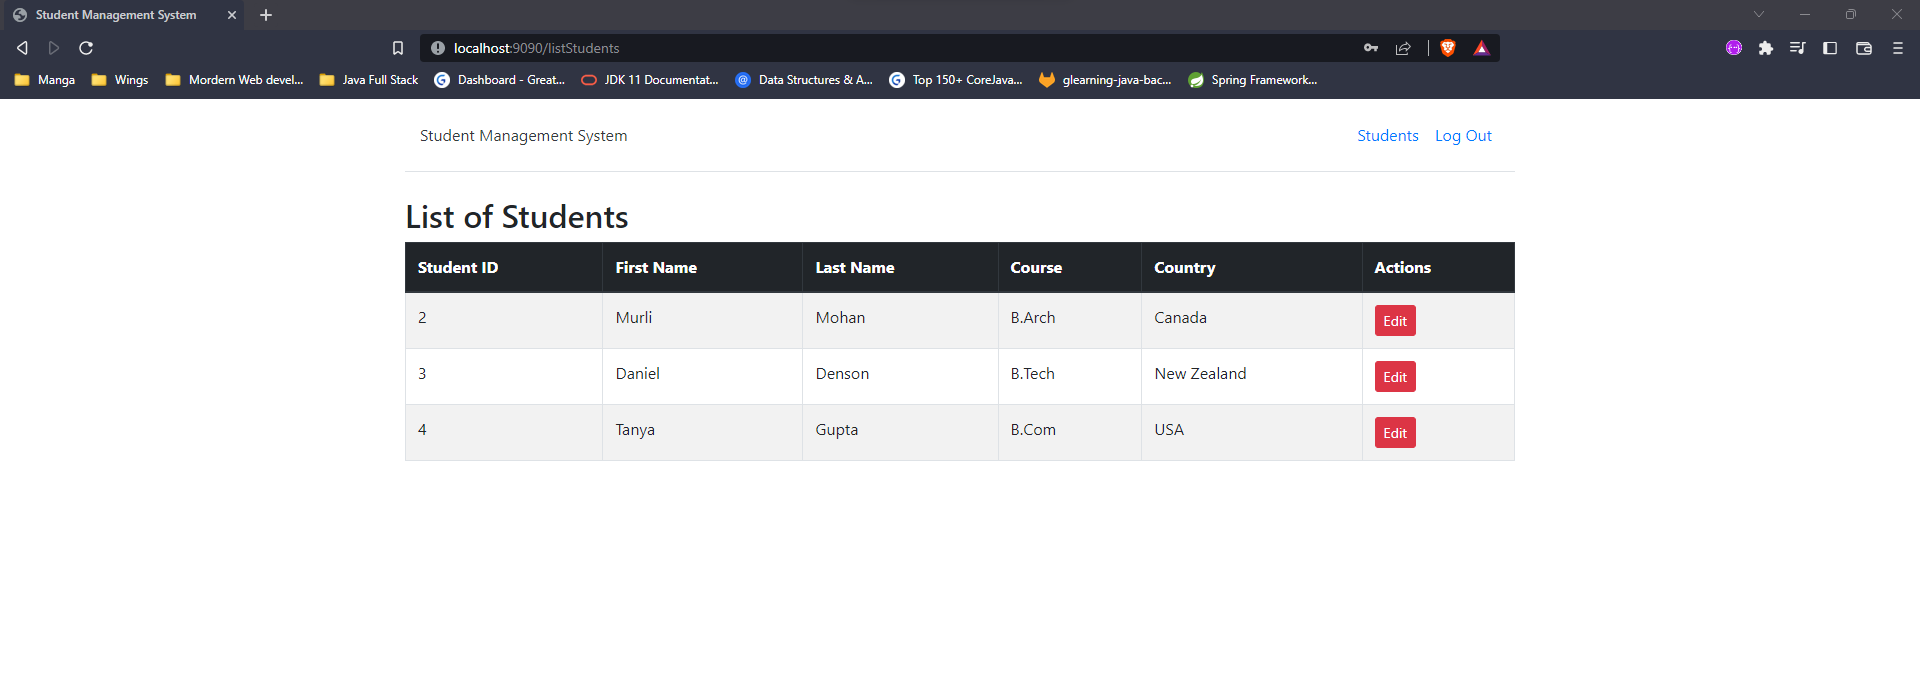 Student Management System
localhost:9090/listStudents
Manga Wings Mordern Web devel... Java Full Stack Dashboard - Great... JDK 11 Documentat... Data Structures & A... Top 150+ CoreJava... glearning-java-bac... Spring Framework...
Student Management System Students Log Out
List of Students
Student ID First Name Last Name Course Country Actions
2 Murli Mohan B.Arch Canada Edit
3 Daniel Denson B.Tech New Zealand Edit
4 Tanya Gupta B.Com USA Edit